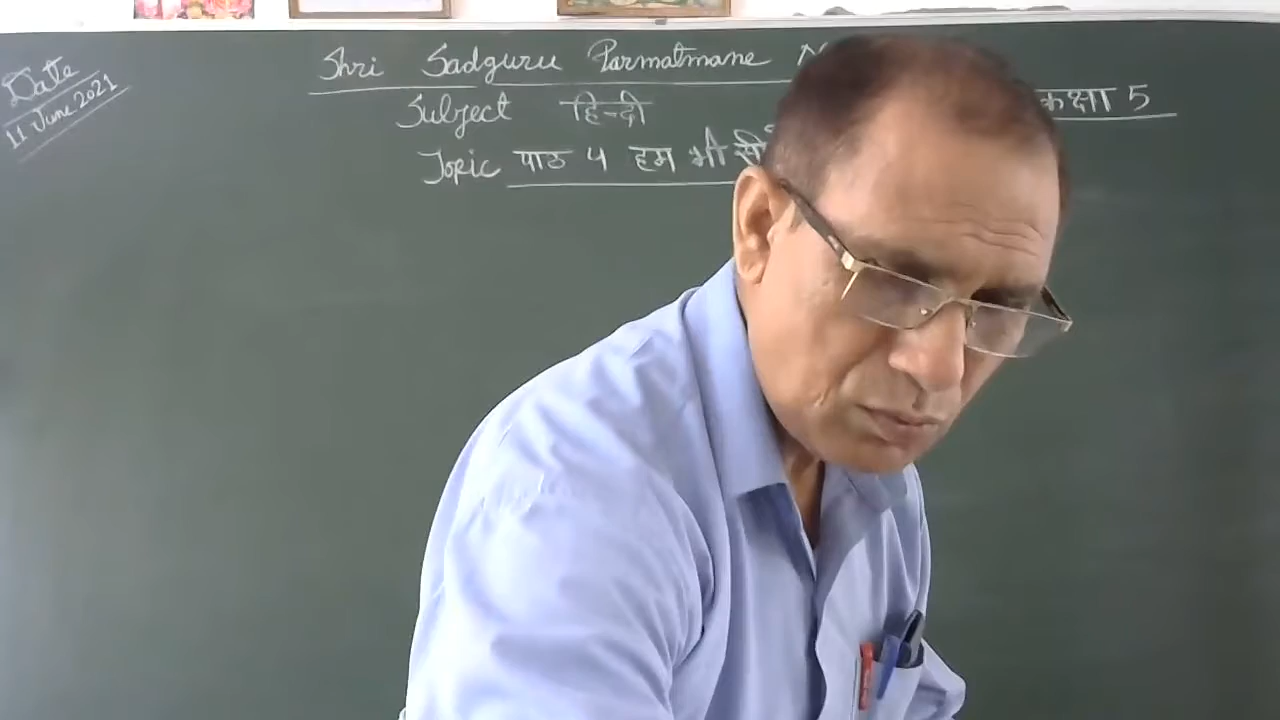 Date
11 June 2021
Shri Sadguru Parmatmane
Subject हिन्दी
कक्षा 5
Topic पाठ 4 हम भी